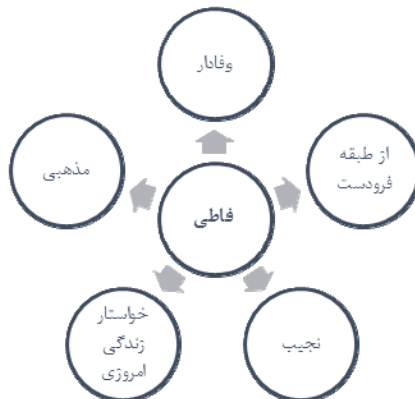 وفادار
از طبقه
فرودست
مذهبی
فاطی
خواستار
زندگی
امروزی
نجیب